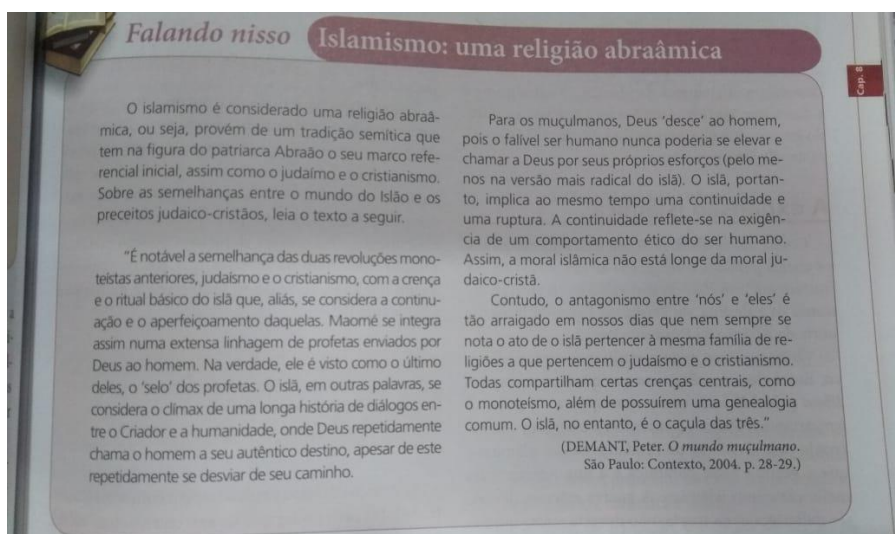 Falando nisso
Islamismo: uma religião abraâmica
Cap. 8
O islamismo é considerado uma religião abraâ-
mica, ou seja, provém de um tradição semítica que
tem na figura do patriarca Abraão o seu marco refe-
rencial inicial, assim como o judaímo e o cristianismo.
Sobre as semelhanças entre o mundo do Islão e os
preceitos judaico-cristãos, leia o texto a seguir.
"É notável a semelhança das duas revoluções mono-
teístas anteriores, judaísmo e o cristianismo, com a crença
e o ritual básico do islã que, aliás, se considera a continu-
ação e o aperfeiçoamento daquelas. Maomé se integra
assim numa extensa linhagem de profetas enviados por
Deus ao homem. Na verdade, ele é visto como o último
deles, o 'selo' dos profetas. O islã, em outras palavras, se
considera o clímax de uma longa história de diálogos en-
tre o Criador e a humanidade, onde Deus repetidamente
chama o homem a seu autêntico destino, apesar de este
repetidamente se desviar de seu caminho.
Para os muçulmanos, Deus 'desce' ao homem,
pois o falível ser humano nunca poderia se elevar e
chamar a Deus por seus próprios esforços (pelo me-
nos na versão mais radical do islã). O islã, portan-
to, implica ao mesmo tempo uma continuidade e
uma ruptura. A continuidade reflete-se na exigên-
cia de um comportamento ético do ser humano.
Assim, a moral islâmica não está longe da moral ju-
daico-cristã.
Contudo, o antagonismo entre 'nós' e 'eles' é
tão arraigado em nossos dias que nem sempre se
nota o ato de o islã pertencer à mesma família de re-
ligiões a que pertencem o judaísmo e o cristianismo.
Todas compartilham certas crenças centrais, como
o monoteísmo, além de possuírem uma genealogia
comum. O islã, no entanto, é o caçula das três."
(DEMANT, Peter. O mundo muçulmano.
São Paulo: Contexto, 2004. p. 28-29.)